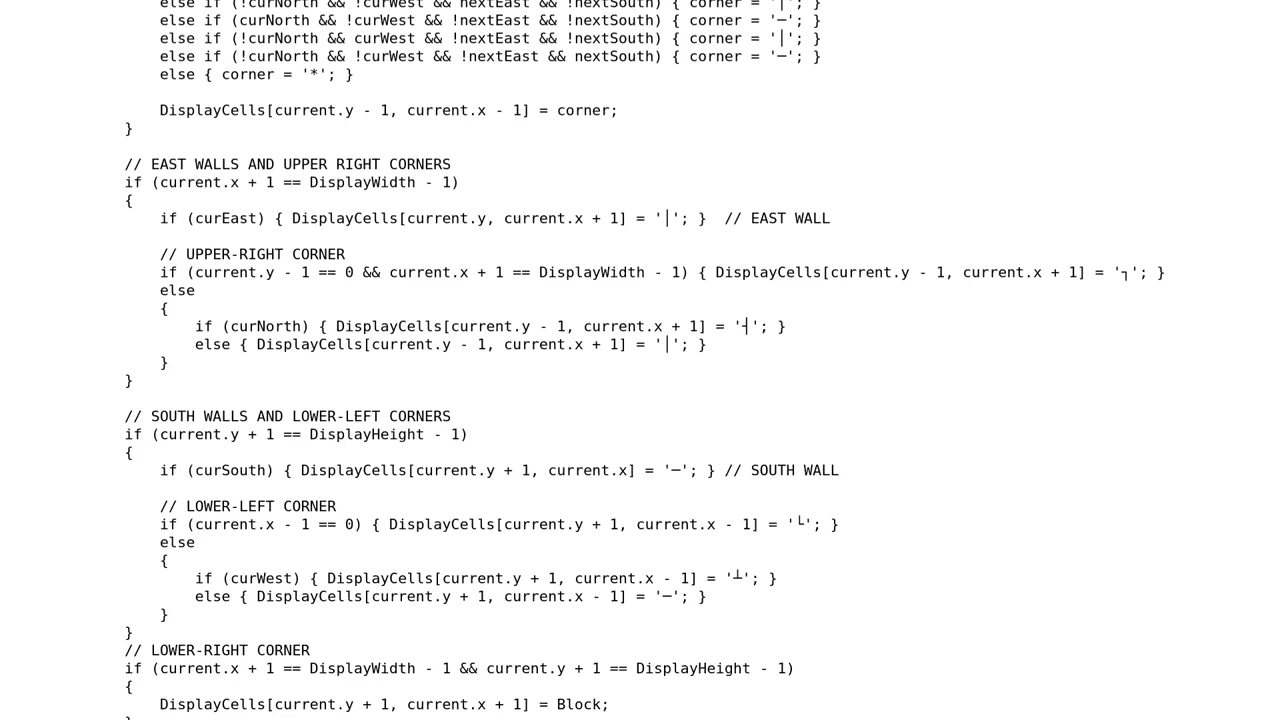 else if (!curNorth && !curWest && nextEast && !nextSouth) { corner = '│'; }
else if (curNorth && !curWest && !nextEast && !nextSouth) { corner = '─'; }
else if (!curNorth && curWest && !nextEast && !nextSouth) { corner = '│'; }
else if (!curNorth && !curWest && !nextEast && nextSouth) { corner = '─'; }
else { corner = '*'; }
DisplayCells[current.y - 1, current.x - 1] = corner;
}
// EAST WALLS AND UPPER RIGHT CORNERS
if (current.x + 1 == DisplayWidth - 1)
{
if (curEast) { DisplayCells[current.y, current.x + 1] = '│'; }  // EAST WALL
// UPPER-RIGHT CORNER
if (current.y - 1 == 0 && current.x + 1 == DisplayWidth - 1) { DisplayCells[current.y - 1, current.x + 1] = '┐'; }
else
{
if (curNorth) { DisplayCells[current.y - 1, current.x + 1] = '┤'; }
else { DisplayCells[current.y - 1, current.x + 1] = '│'; }
}
}
// SOUTH WALLS AND LOWER-LEFT CORNERS
if (current.y + 1 == DisplayHeight - 1)
{
if (curSouth) { DisplayCells[current.y + 1, current.x] = '─'; } // SOUTH WALL
// LOWER-LEFT CORNER
if (current.x - 1 == 0) { DisplayCells[current.y + 1, current.x - 1] = '└'; }
else
{
if (curWest) { DisplayCells[current.y + 1, current.x - 1] = '┴'; }
else { DisplayCells[current.y + 1, current.x - 1] = '─'; }
}
}
// LOWER-RIGHT CORNER
if (current.x + 1 == DisplayWidth - 1 && current.y + 1 == DisplayHeight - 1)
{
DisplayCells[current.y + 1, current.x + 1] = Block;
}